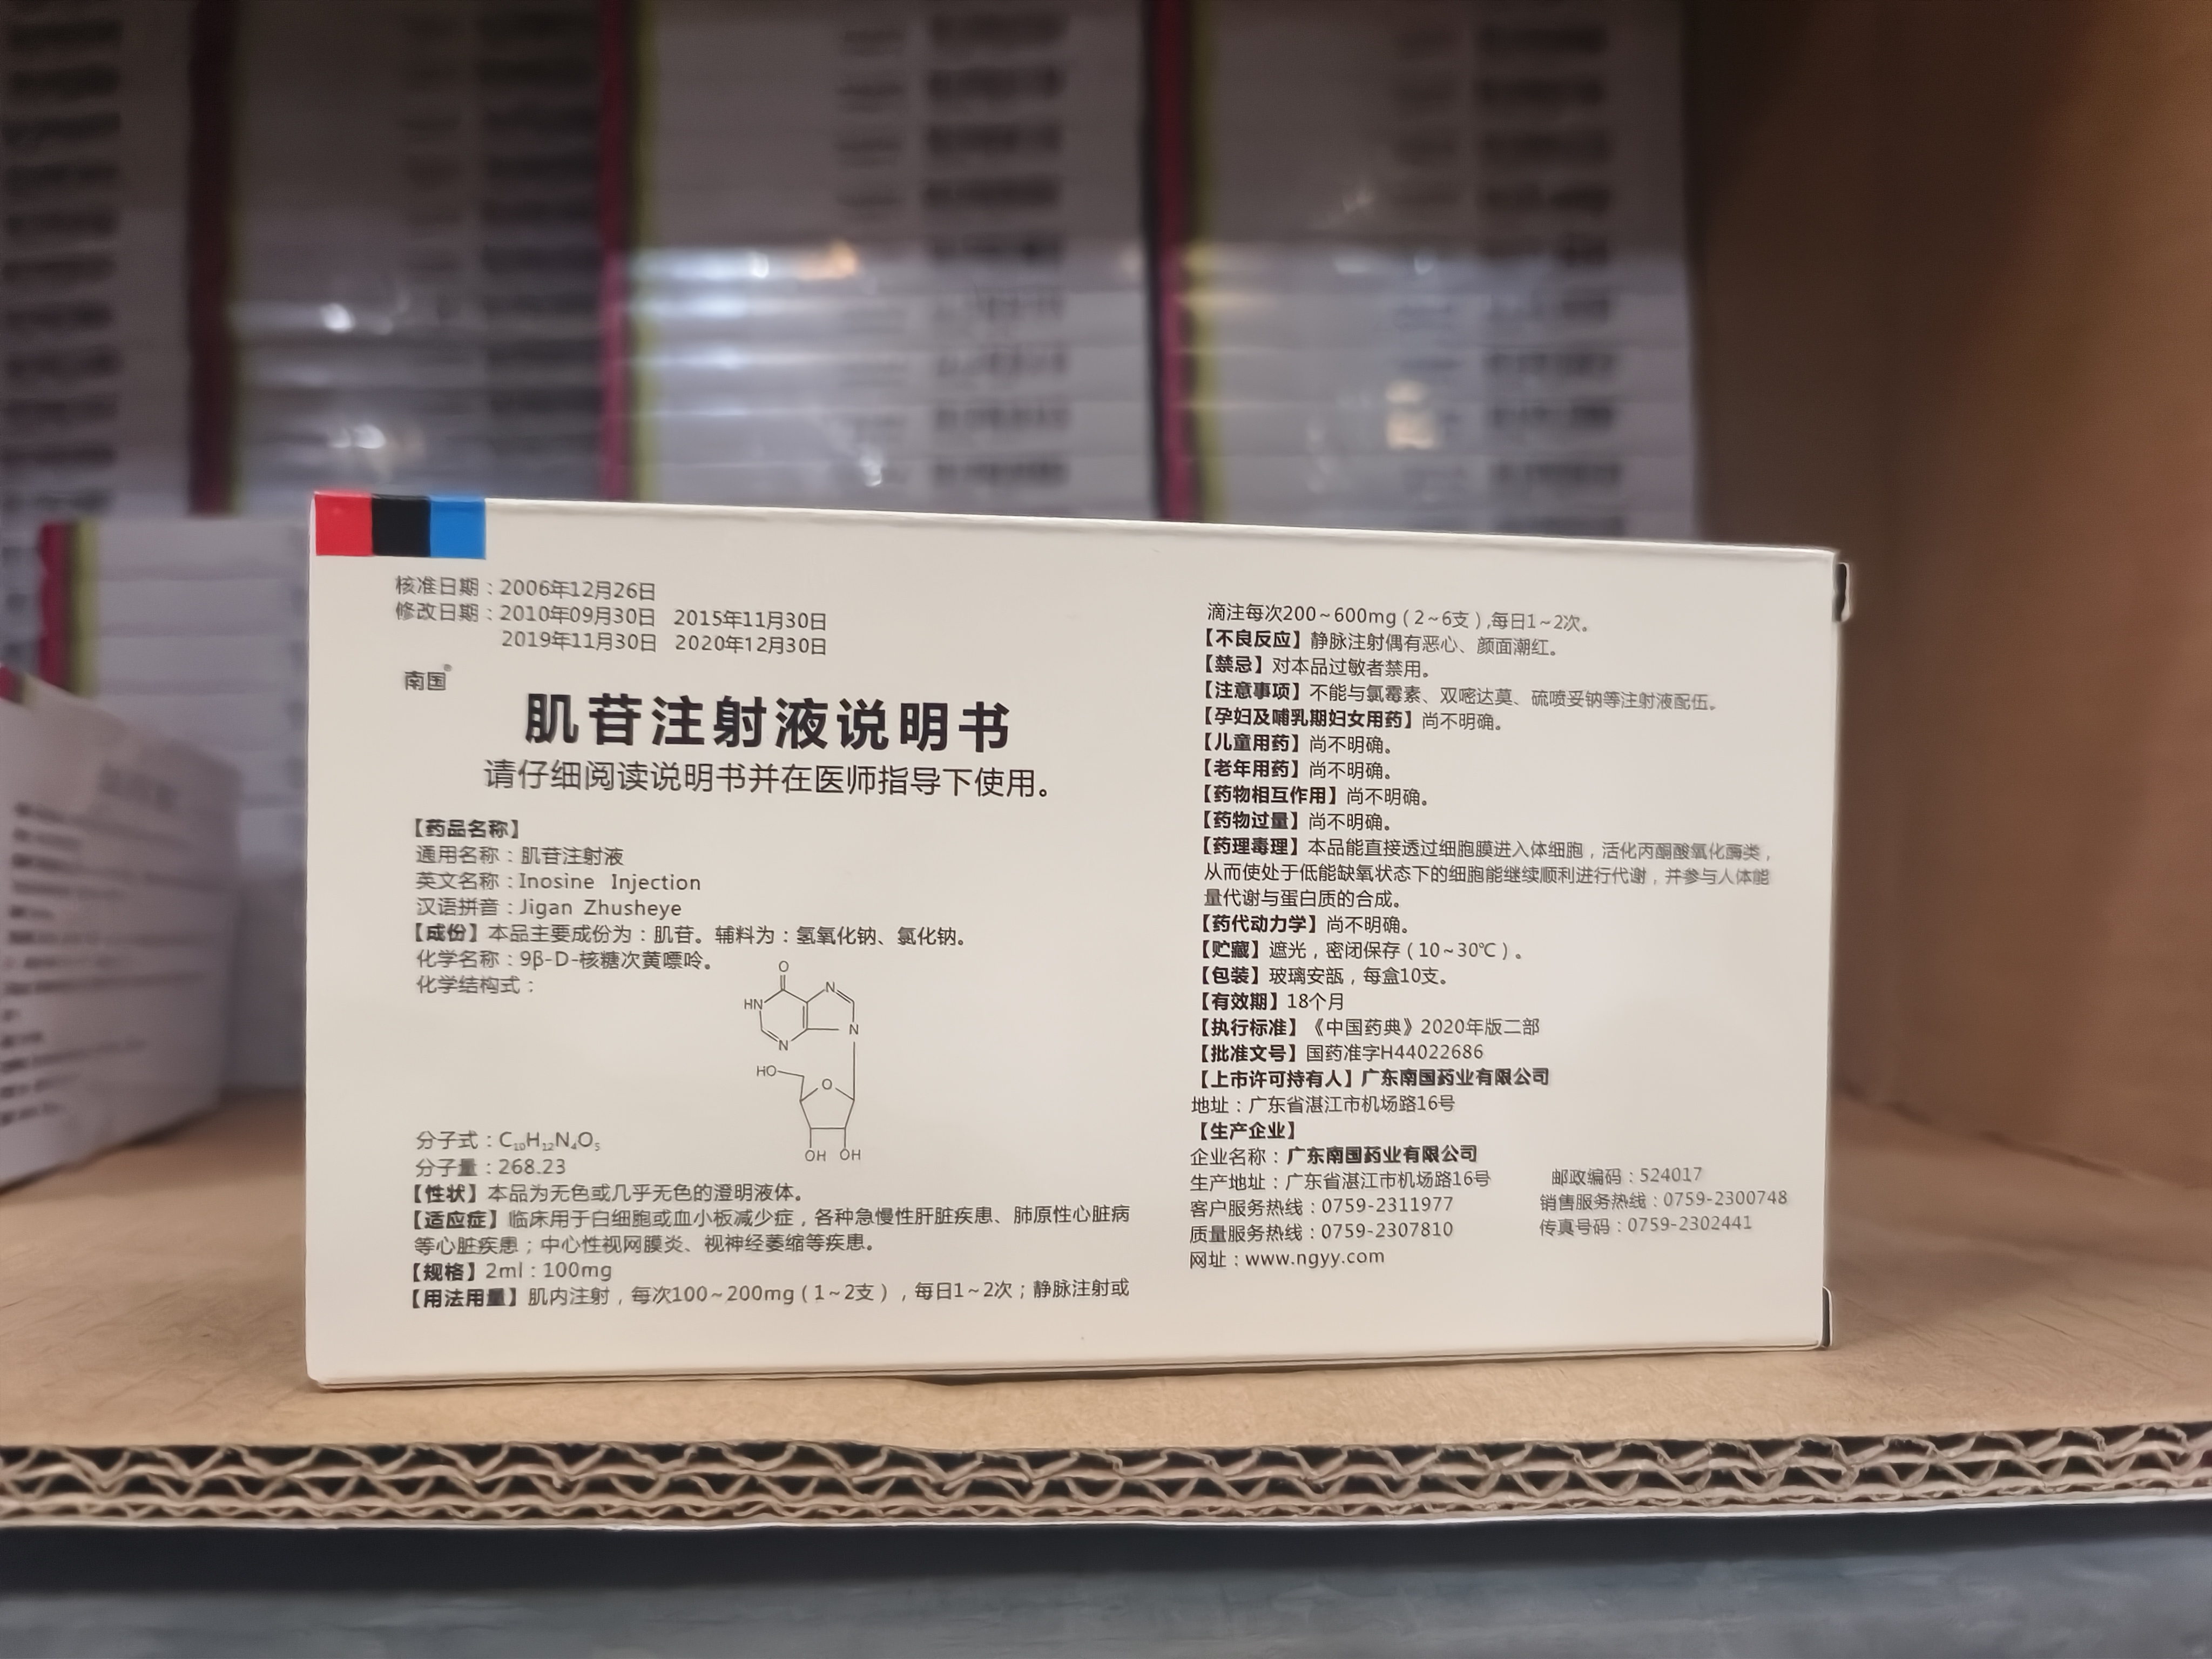 核准日期：2006年12月26日
修改日期：2010年09月30日 2015年11月30日
2019年11月30日 2020年12月30日
南国®
肌苷注射液说明书
请仔细阅读说明书并在医师指导下使用。
【药品名称】
通用名称：肌苷注射液
英文名称：Inosine Injection
汉语拼音：Jigan Zhusheye
【成份】本品主要成份为：肌苷。辅料为：氢氧化钠、氯化钠。
化学名称：9β-D-核糖次黄嘌呤。
化学结构式：
O
HN
N
N
N
HO
O
OH OH
分子式：C₁₀H₁₂N₄O₅
分子量：268.23
【性状】本品为无色或几乎无色的澄明液体。
【适应症】临床用于白细胞或血小板减少症，各种急慢性肝脏疾患、肺原性心脏病
等心脏疾患；中心性视网膜炎、视神经萎缩等疾患。
【规格】2ml：100mg
【用法用量】肌内注射，每次100~200mg（1~2支），每日1~2次；静脉注射或
滴注每次200~600mg（2~6支）,每日1~2次。
【不良反应】静脉注射偶有恶心、颜面潮红。
【禁忌】对本品过敏者禁用。
【注意事项】不能与氯霉素、双嘧达莫、硫喷妥钠等注射液配伍。
【孕妇及哺乳期妇女用药】尚不明确。
【儿童用药】尚不明确。
【老年用药】尚不明确。
【药物相互作用】尚不明确。
【药物过量】尚不明确。
【药理毒理】本品能直接透过细胞膜进入体细胞，活化丙酮酸氧化酶类，
从而使处于低能缺氧状态下的细胞能继续顺利进行代谢，并参与人体能
量代谢与蛋白质的合成。
【药代动力学】尚不明确。
【贮藏】遮光，密闭保存（10~30℃）。
【包装】玻璃安瓿，每盒10支。
【有效期】18个月
【执行标准】《中国药典》2020年版二部
【批准文号】国药准字H44022686
【上市许可持有人】广东南国药业有限公司
地址：广东省湛江市机场路16号
【生产企业】
企业名称：广东南国药业有限公司
生产地址：广东省湛江市机场路16号 邮政编码：524017
客户服务热线：0759-2311977 销售服务热线：0759-2300748
质量服务热线：0759-2307810 传真号码：0759-2302441
网址：www.ngyy.com